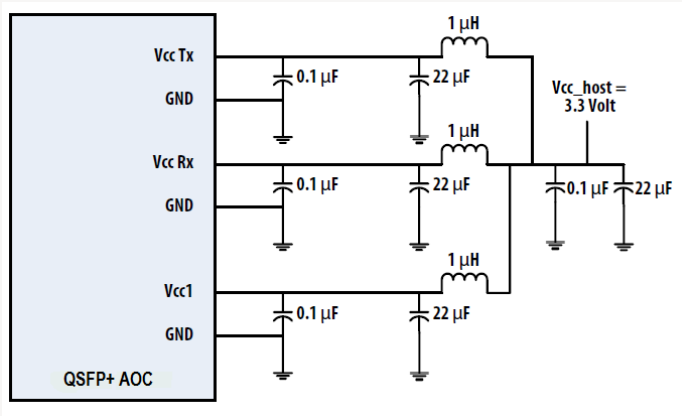 1 µH
Vcc Tx
0.1 µF
22 µF
Vcc_host =
3.3 Volt
GND
1 µH
Vcc Rx
0.1 µF
22 µF
0.1 µF
22 µF
GND
1 µH
Vcc1
0.1 µF
22 µF
GND
QSFP+ AOC